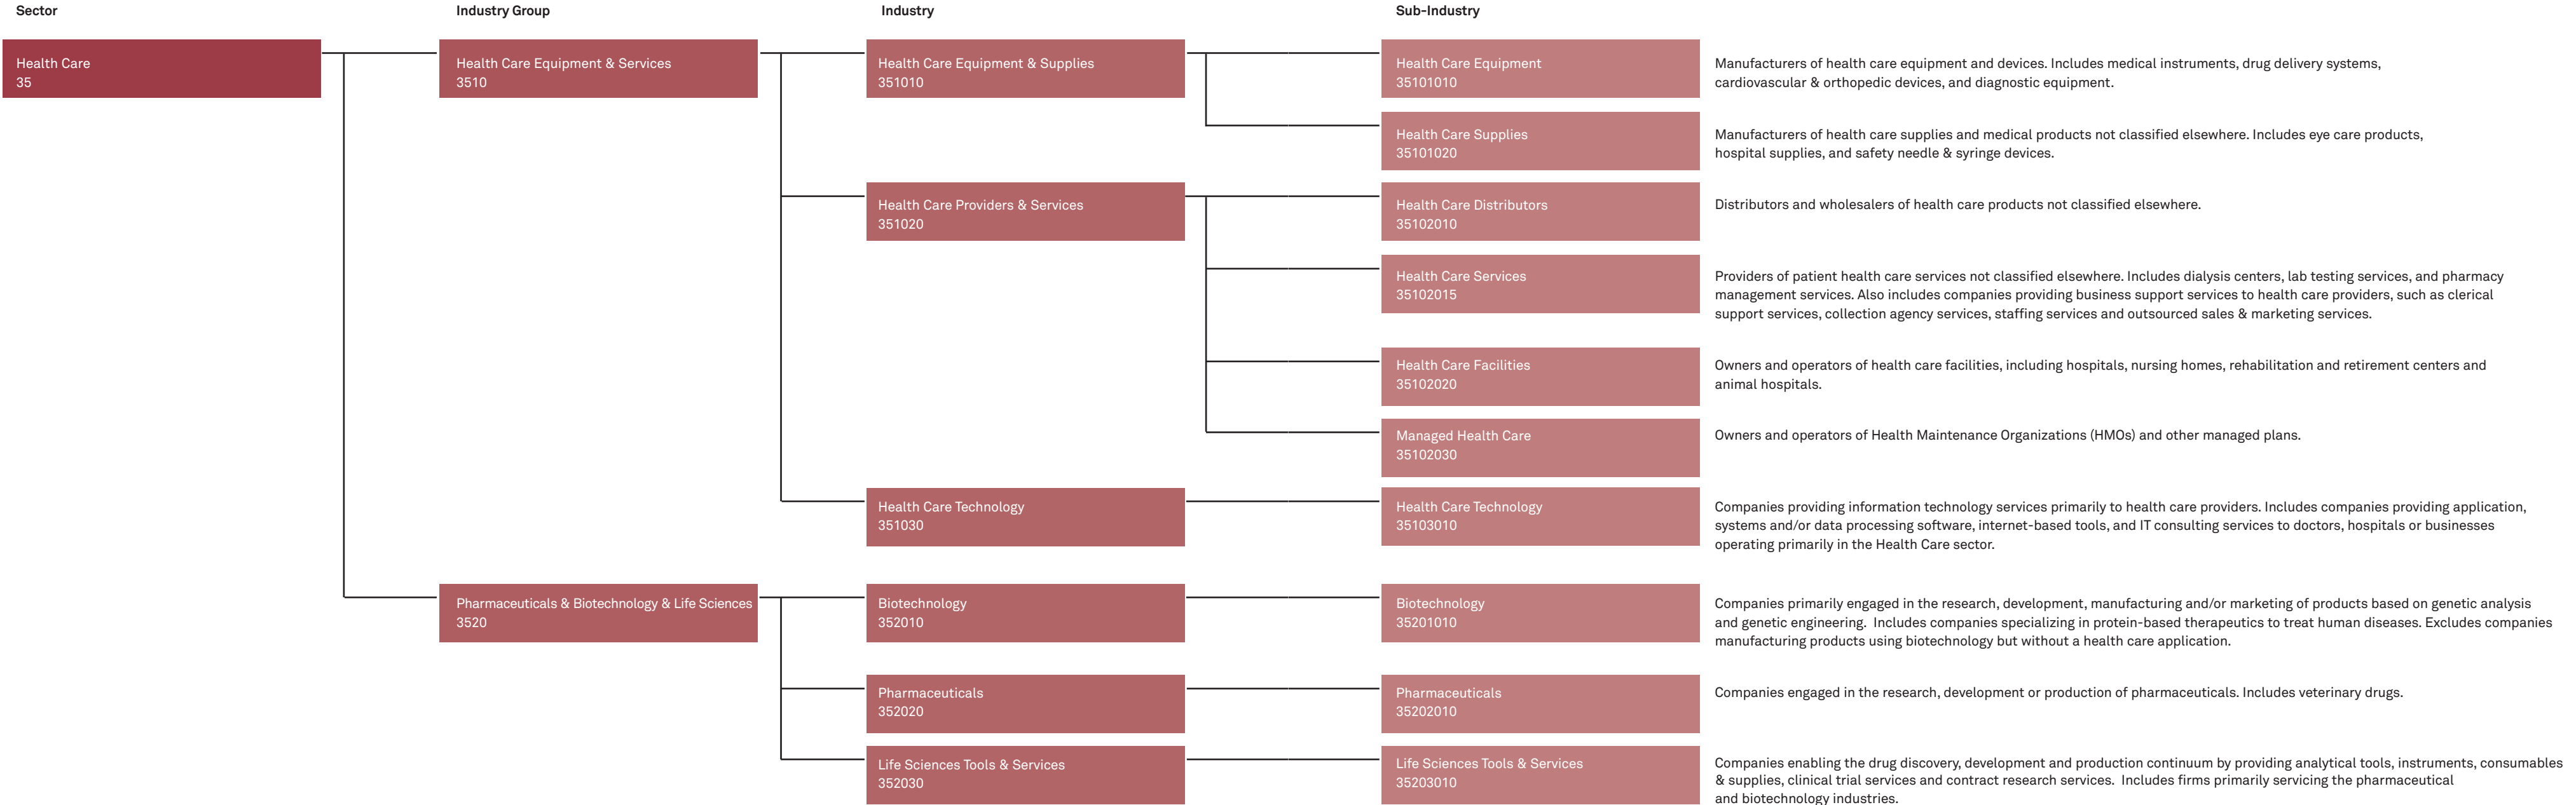 Sector
Industry Group
Industry
Sub-Industry
Health Care
35
Health Care Equipment & Services
3510
Health Care Equipment & Supplies
351010
Health Care Equipment
35101010
Manufacturers of health care equipment and devices. Includes medical instruments, drug delivery systems,
cardiovascular & orthopedic devices, and diagnostic equipment.
Health Care Supplies
35101020
Manufacturers of health care supplies and medical products not classified elsewhere. Includes eye care products,
hospital supplies, and safety needle & syringe devices.
Health Care Providers & Services
351020
Health Care Distributors
35102010
Distributors and wholesalers of health care products not classified elsewhere.
Health Care Services
35102015
Providers of patient health care services not classified elsewhere. Includes dialysis centers, lab testing services, and pharmacy
management services. Also includes companies providing business support services to health care providers, such as clerical
support services, collection agency services, staffing services and outsourced sales & marketing services.
Health Care Facilities
35102020
Owners and operators of health care facilities, including hospitals, nursing homes, rehabilitation and retirement centers and
animal hospitals.
Managed Health Care
35102030
Owners and operators of Health Maintenance Organizations (HMOs) and other managed plans.
Health Care Technology
351030
Health Care Technology
35103010
Companies providing information technology services primarily to health care providers. Includes companies providing application,
systems and/or data processing software, internet-based tools, and IT consulting services to doctors, hospitals or businesses
operating primarily in the Health Care sector.
Pharmaceuticals & Biotechnology & Life Sciences
3520
Biotechnology
352010
Biotechnology
35201010
Companies primarily engaged in the research, development, manufacturing and/or marketing of products based on genetic analysis
and genetic engineering. Includes companies specializing in protein-based therapeutics to treat human diseases. Excludes companies
manufacturing products using biotechnology but without a health care application.
Pharmaceuticals
352020
Pharmaceuticals
35202010
Companies engaged in the research, development or production of pharmaceuticals. Includes veterinary drugs.
Life Sciences Tools & Services
352030
Life Sciences Tools & Services
35203010
Companies enabling the drug discovery, development and production continuum by providing analytical tools, instruments, consumables
& supplies, clinical trial services and contract research services. Includes firms primarily servicing the pharmaceutical
and biotechnology industries.